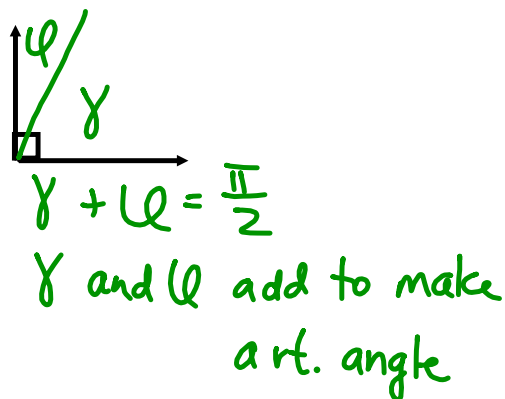 φ
γ
γ + φ = π/2
γ and φ add to make
a rt. angle